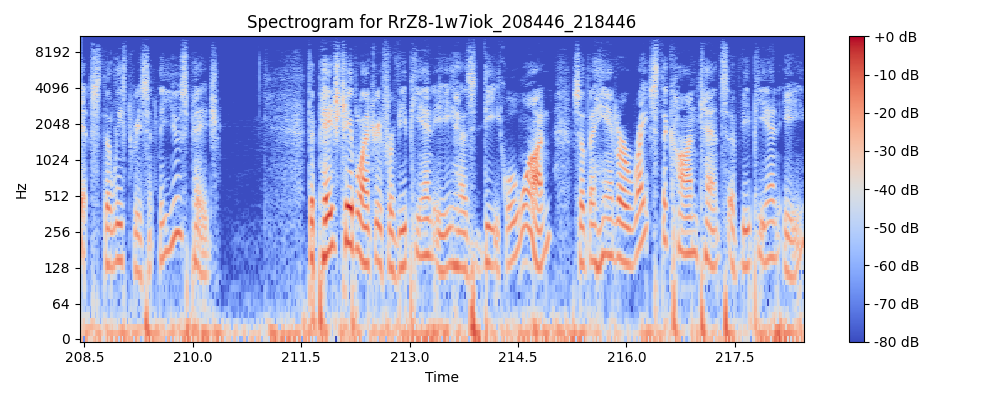 Spectrogram for RrZ8-1w7iok_208446_218446
8192
4096
2048
1024
512
256
128
64
0
Hz
208.5 210.0 211.5 213.0 214.5 216.0 217.5
Time
+0 dB
-10 dB
-20 dB
-30 dB
-40 dB
-50 dB
-60 dB
-70 dB
-80 dB